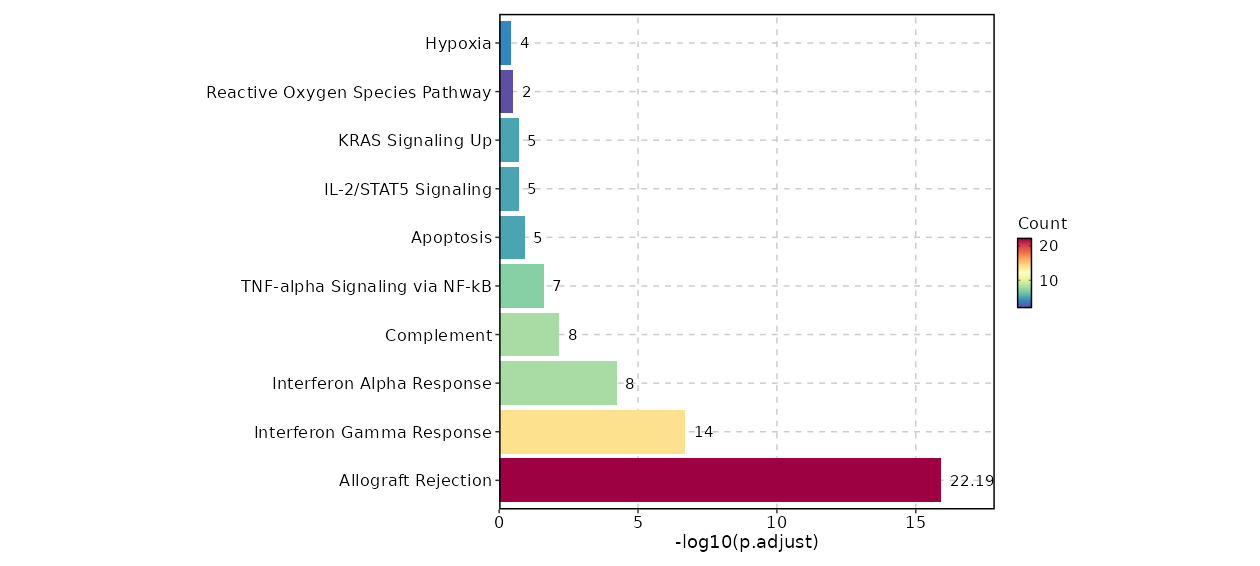 Hypoxia 4
Reactive Oxygen Species Pathway 2
KRAS Signaling Up 5
IL-2/STAT5 Signaling 5
Apoptosis 5
TNF-alpha Signaling via NF-kB 7
Complement 8
Interferon Alpha Response 8
Interferon Gamma Response 14
Allograft Rejection 22.19
0 5 10 15
-log10(p.adjust)
Count
20
10